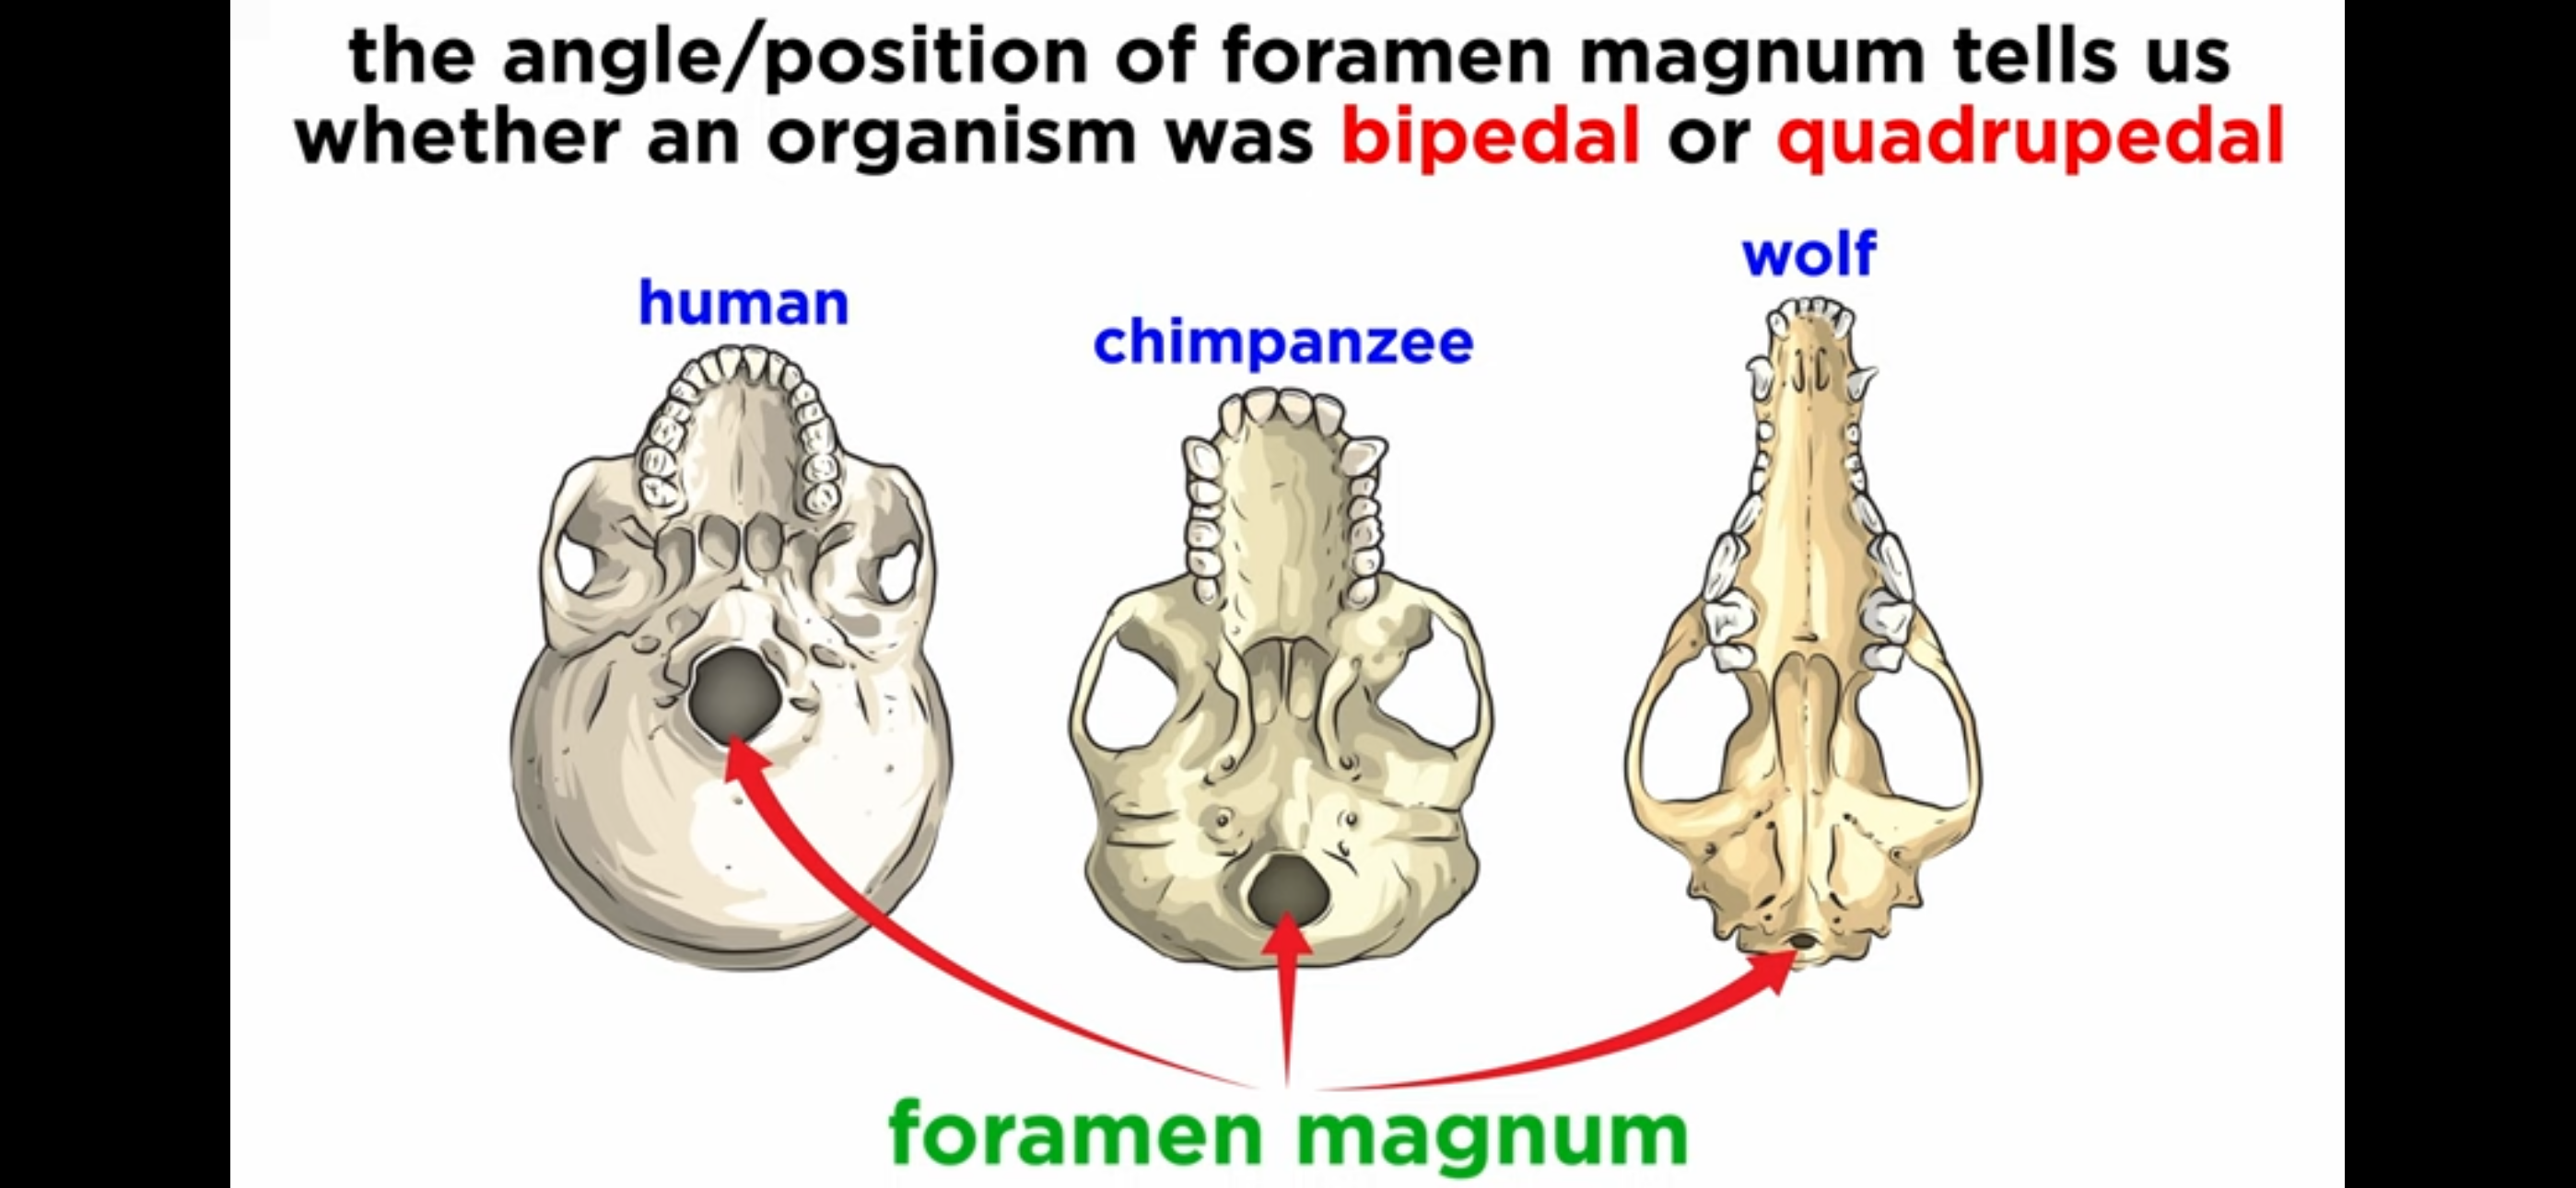 the angle/position of foramen magnum tells us
whether an organism was bipedal or quadrupedal
human
chimpanzee
wolf
foramen magnum